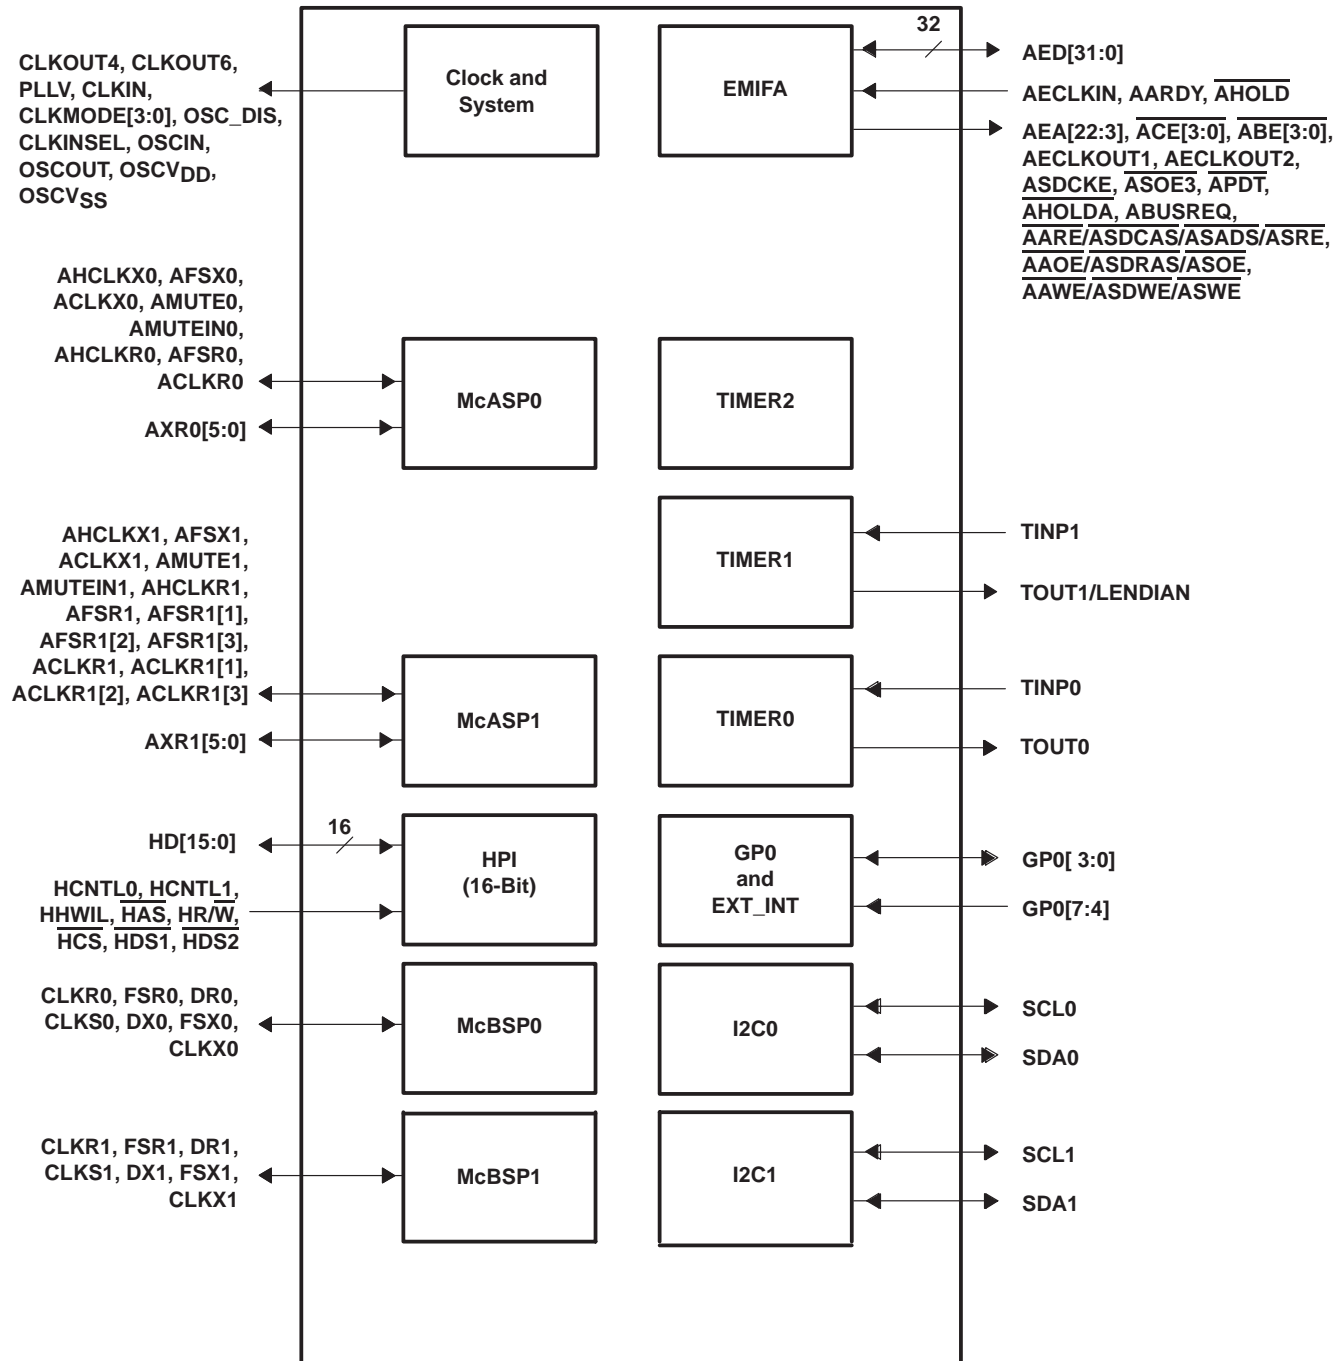 CLKOUT4, CLKOUT6,
PLLV, CLKIN,
CLKMODE[3:0], OSC_DIS,
CLKINSEL, OSCIN,
OSCOUT, OSCVDD,
OSCVSS
Clock and
System
EMIFA
32
AED[31:0]
AECLKIN, AARDY, AHOLD
AEA[22:3], ACE[3:0], ABE[3:0],
AECLKOUT1, AECLKOUT2,
ASDCKE, ASOE3, APDT,
AHOLDA, ABUSREQ,
AARE/ASDCAS/ASADS/ASRE,
AAOE/ASDRAS/ASOE,
AAWE/ASDWE/ASWE
AHCLKX0, AFSX0,
ACLKX0, AMUTE0,
AMUTEIN0,
AHCLKR0, AFSR0,
ACLKR0
AXR0[5:0]
McASP0
TIMER2
AHCLKX1, AFSX1,
ACLKX1, AMUTE1,
AMUTEIN1, AHCLKR1,
AFSR1, AFSR1[1],
AFSR1[2], AFSR1[3],
ACLKR1, ACLKR1[1],
ACLKR1[2], ACLKR1[3]
AXR1[5:0]
McASP1
TIMER1
TINP1
TOUT1/LENDIAN
TIMER0
TINP0
TOUT0
HD[15:0]
16
HCNTL0, HCNTL1,
HHWIL, HAS, HR/W,
HCS, HDS1, HDS2
HPI
(16-Bit)
GP0
and
EXT_INT
GP0[ 3:0]
GP0[7:4]
CLKR0, FSR0, DR0,
CLKS0, DX0, FSX0,
CLKX0
McBSP0
I2C0
SCL0
SDA0
CLKR1, FSR1, DR1,
CLKS1, DX1, FSX1,
CLKX1
McBSP1
I2C1
SCL1
SDA1